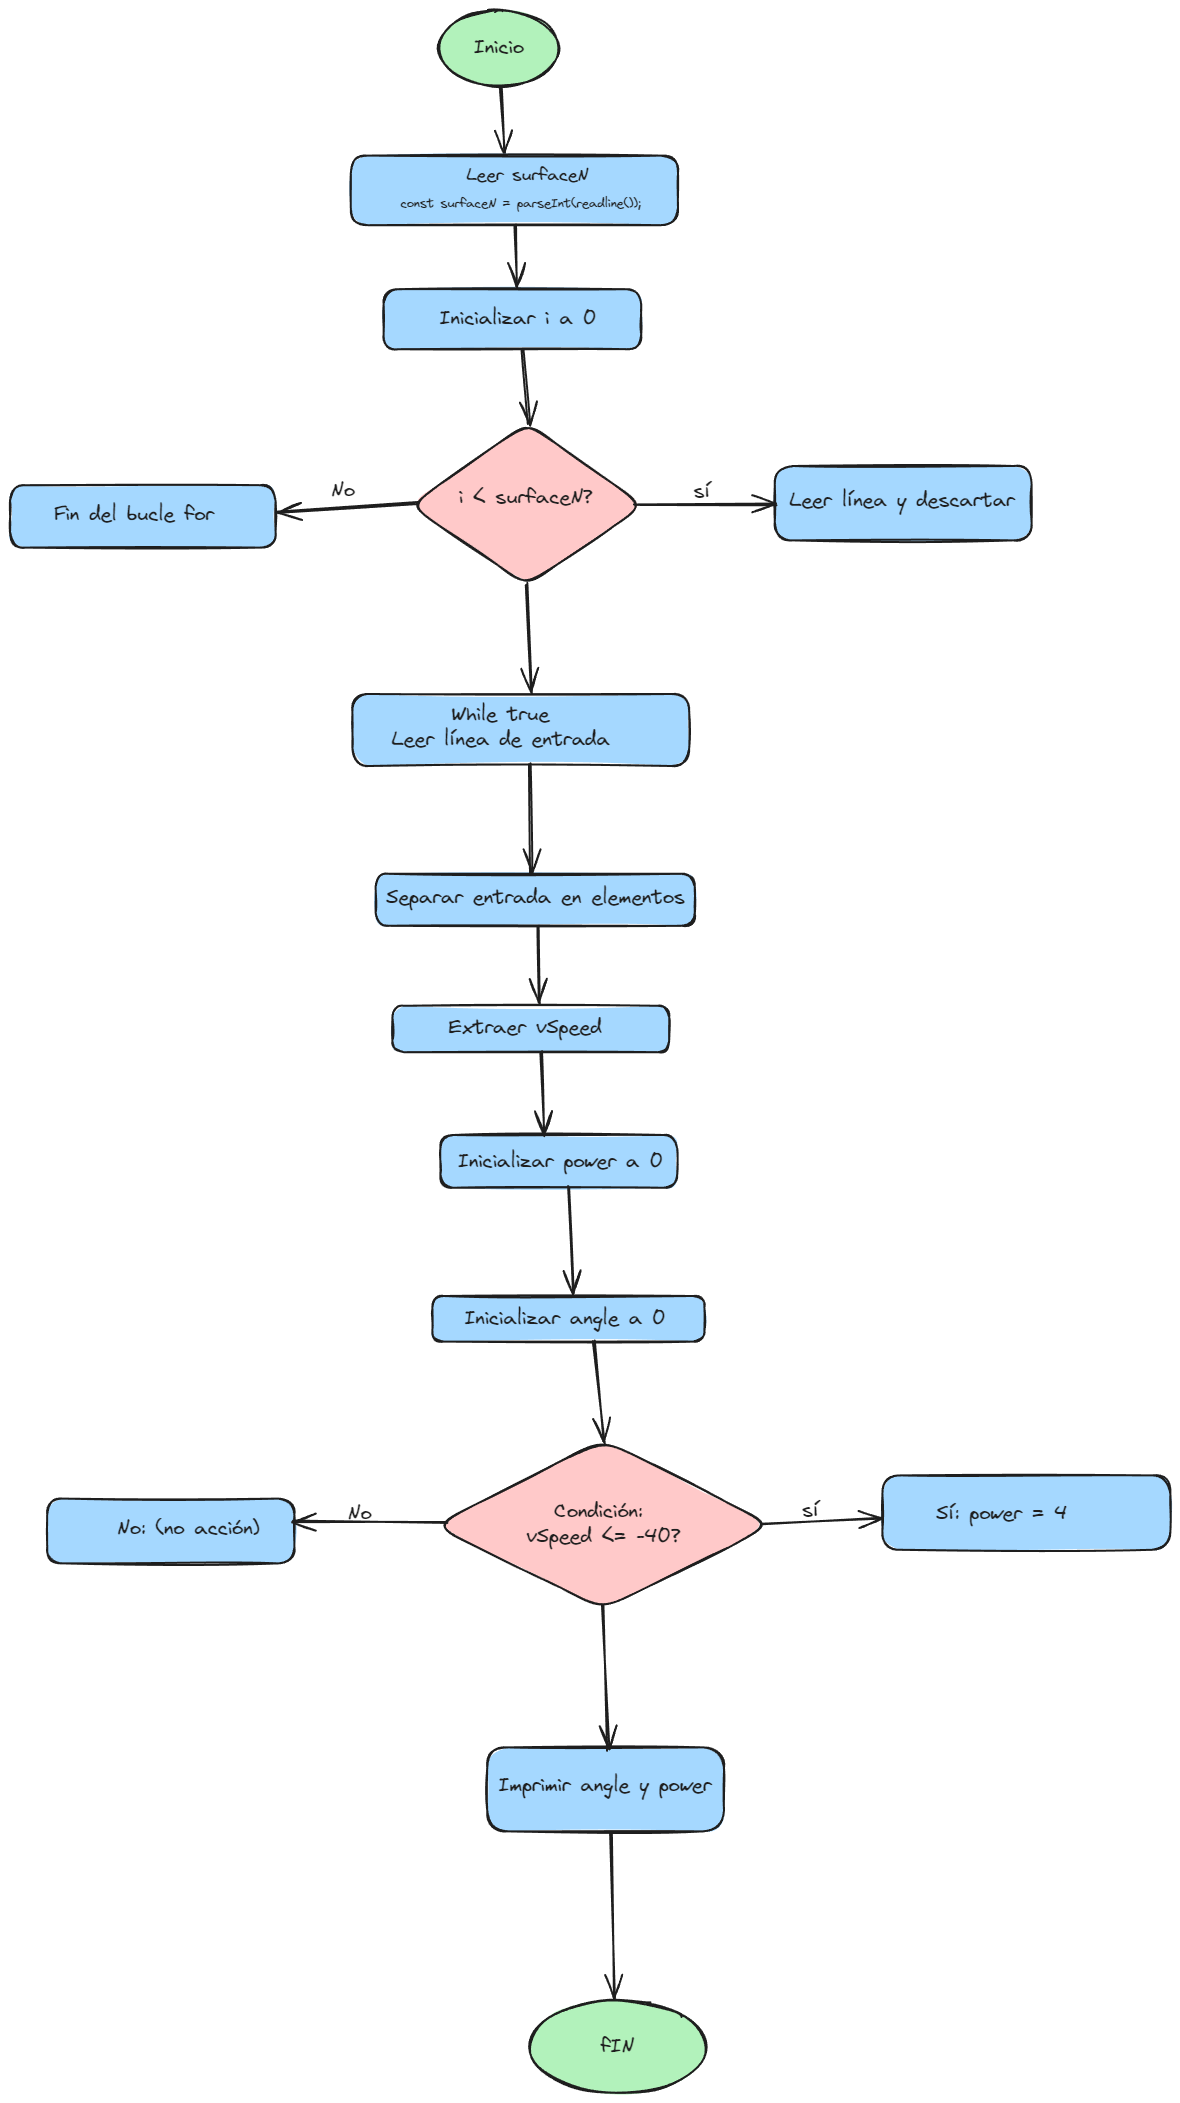 Inicio
Leer surfaceN
const surfaceN = parseInt(readline());
Inicializar i a 0
i < surfaceN?
No
sí
Fin del bucle for
Leer línea y descartar
While true
Leer línea de entrada
Separar entrada en elementos
Extraer vSpeed
Inicializar power a 0
Inicializar angle a 0
Condición:
vSpeed <= -40?
No
sí
No: (no acción)
Sí: power = 4
Imprimir angle y power
fIN